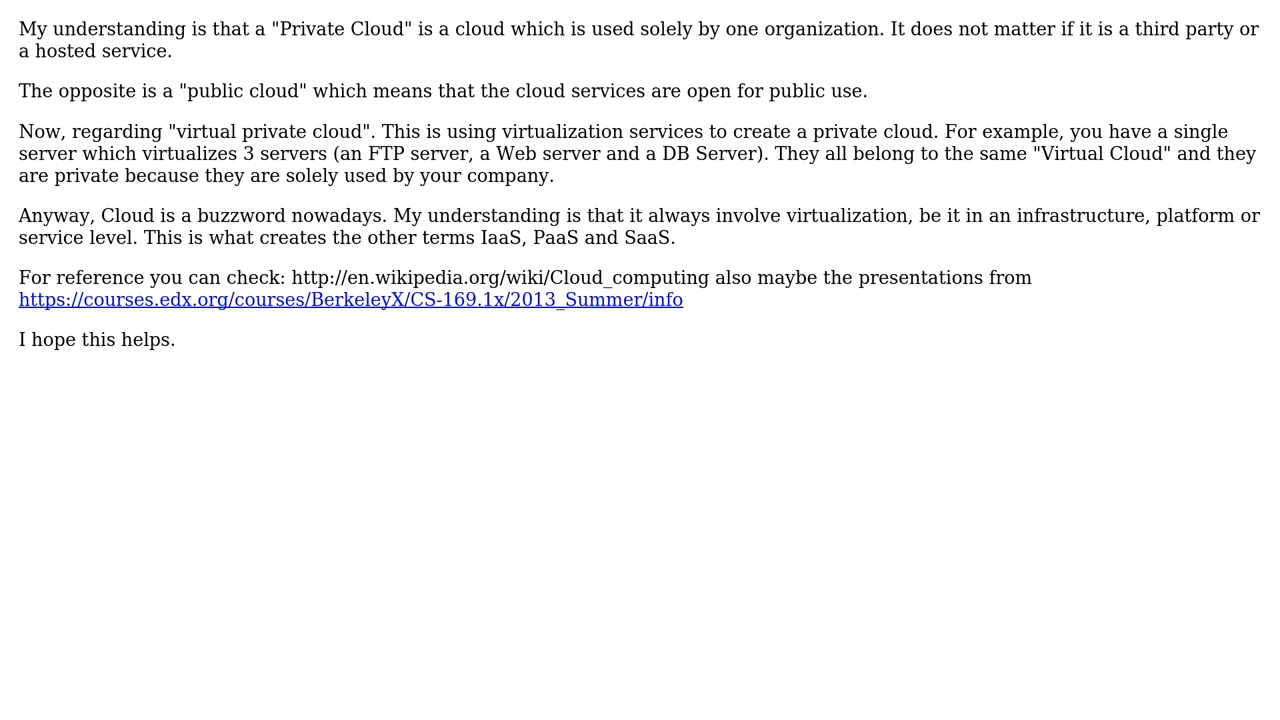 My understanding is that a "Private Cloud" is a cloud which is used solely by one organization. It does not matter if it is a third party or
a hosted service.
The opposite is a "public cloud" which means that the cloud services are open for public use.
Now, regarding "virtual private cloud". This is using virtualization services to create a private cloud. For example, you have a single
server which virtualizes 3 servers (an FTP server, a Web server and a DB Server). They all belong to the same "Virtual Cloud" and they
are private because they are solely used by your company.
Anyway, Cloud is a buzzword nowadays. My understanding is that it always involve virtualization, be it in an infrastructure, platform or
service level. This is what creates the other terms IaaS, PaaS and SaaS.
For reference you can check: http://en.wikipedia.org/wiki/Cloud_computing also maybe the presentations from
https://courses.edx.org/courses/BerkeleyX/CS-169.1x/2013_Summer/info
I hope this helps.